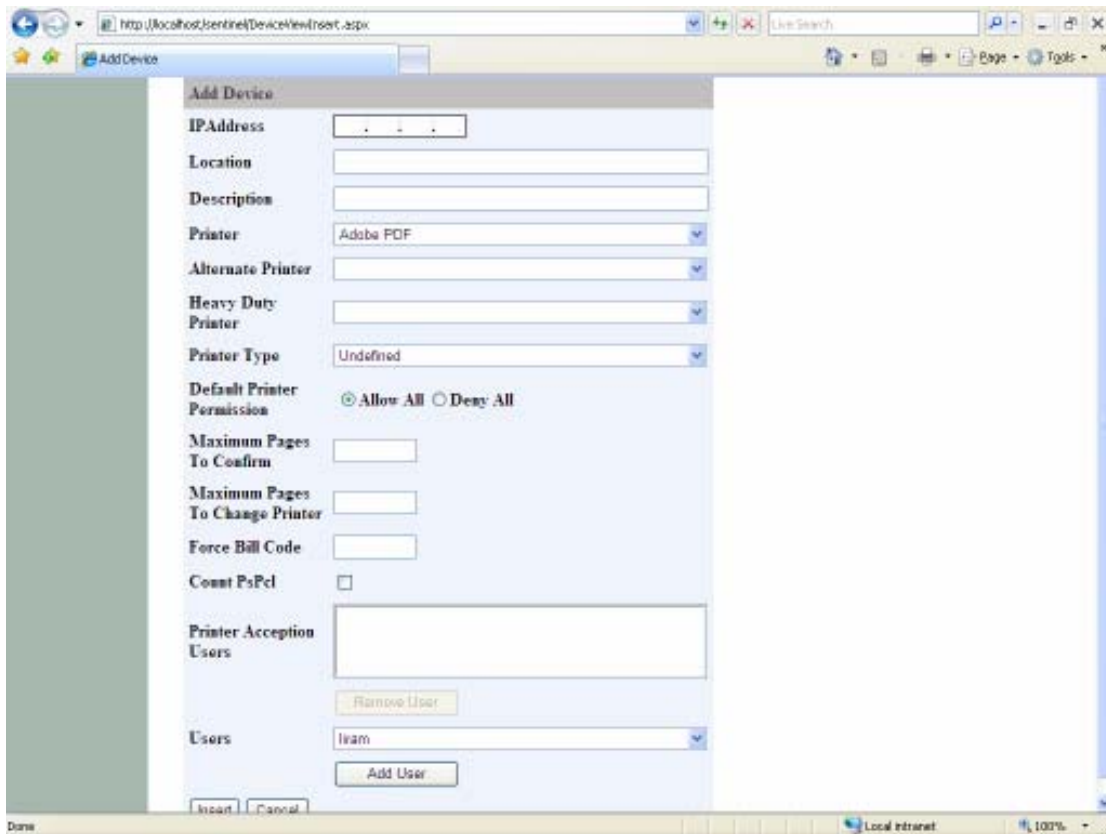 http://localhost/sentinel/DeviceViewInsert.aspx
Live Search
Add Device
Page
Tools
Add Device
IPAddress . . .
Location
Description
Printer Adobe PDF
Alternate Printer
Heavy Duty
Printer
Printer Type Undefined
Default Printer
Permission Allow All Deny All
Maximum Pages
To Confirm
Maximum Pages
To Change Printer
Force Bill Code
Count PsPcl
Printer Acception
Users
Remove User
Users
Add User
Insert Cancel
Done Local intranet 100%